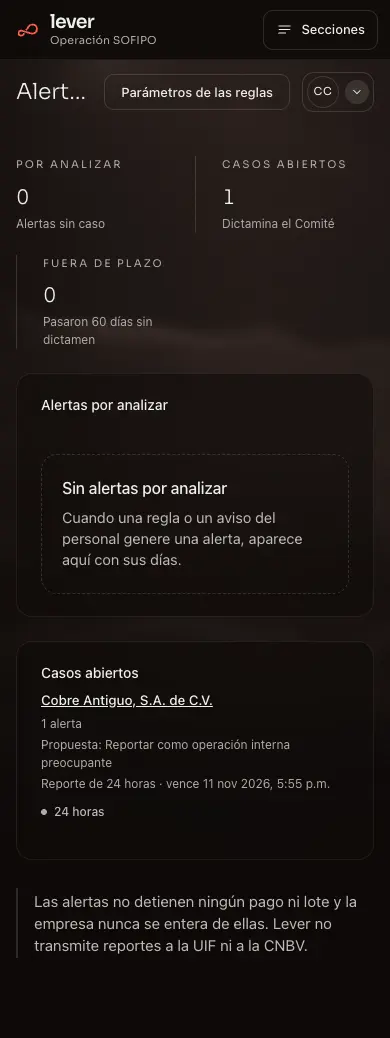 lever
Operación SOFIPO
Secciones
Alert...
Parámetros de las reglas
CC
POR ANALIZAR
0
Alertas sin caso
CASOS ABIERTOS
1
Dictamina el Comité
FUERA DE PLAZO
0
Pasaron 60 días sin
dictamen
Alertas por analizar
Sin alertas por analizar
Cuando una regla o un aviso del
personal genere una alerta, aparece
aquí con sus días.
Casos abiertos
Cobre Antiguo, S.A. de C.V.
1 alerta
Propuesta: Reportar como operación interna
preocupante
Reporte de 24 horas · vence 11 nov 2026, 5:55 p.m.
24 horas
Las alertas no detienen ningún pago ni lote y la
empresa nunca se entera de ellas. Lever no
transmite reportes a la UIF ni a la CNBV.